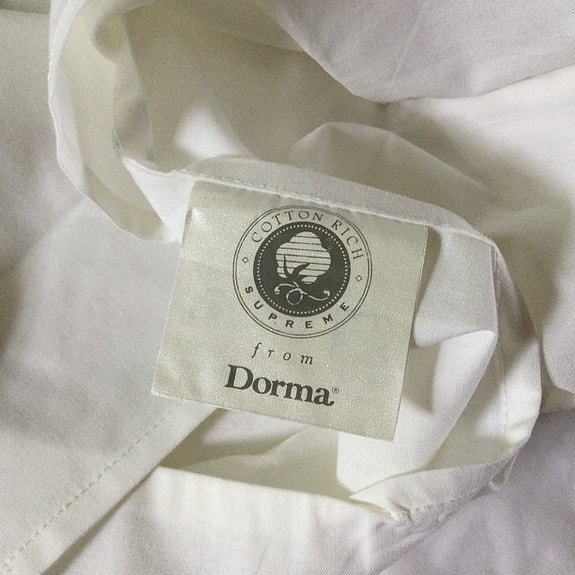 COTTON RICH
SUPREME
from
Dorma®